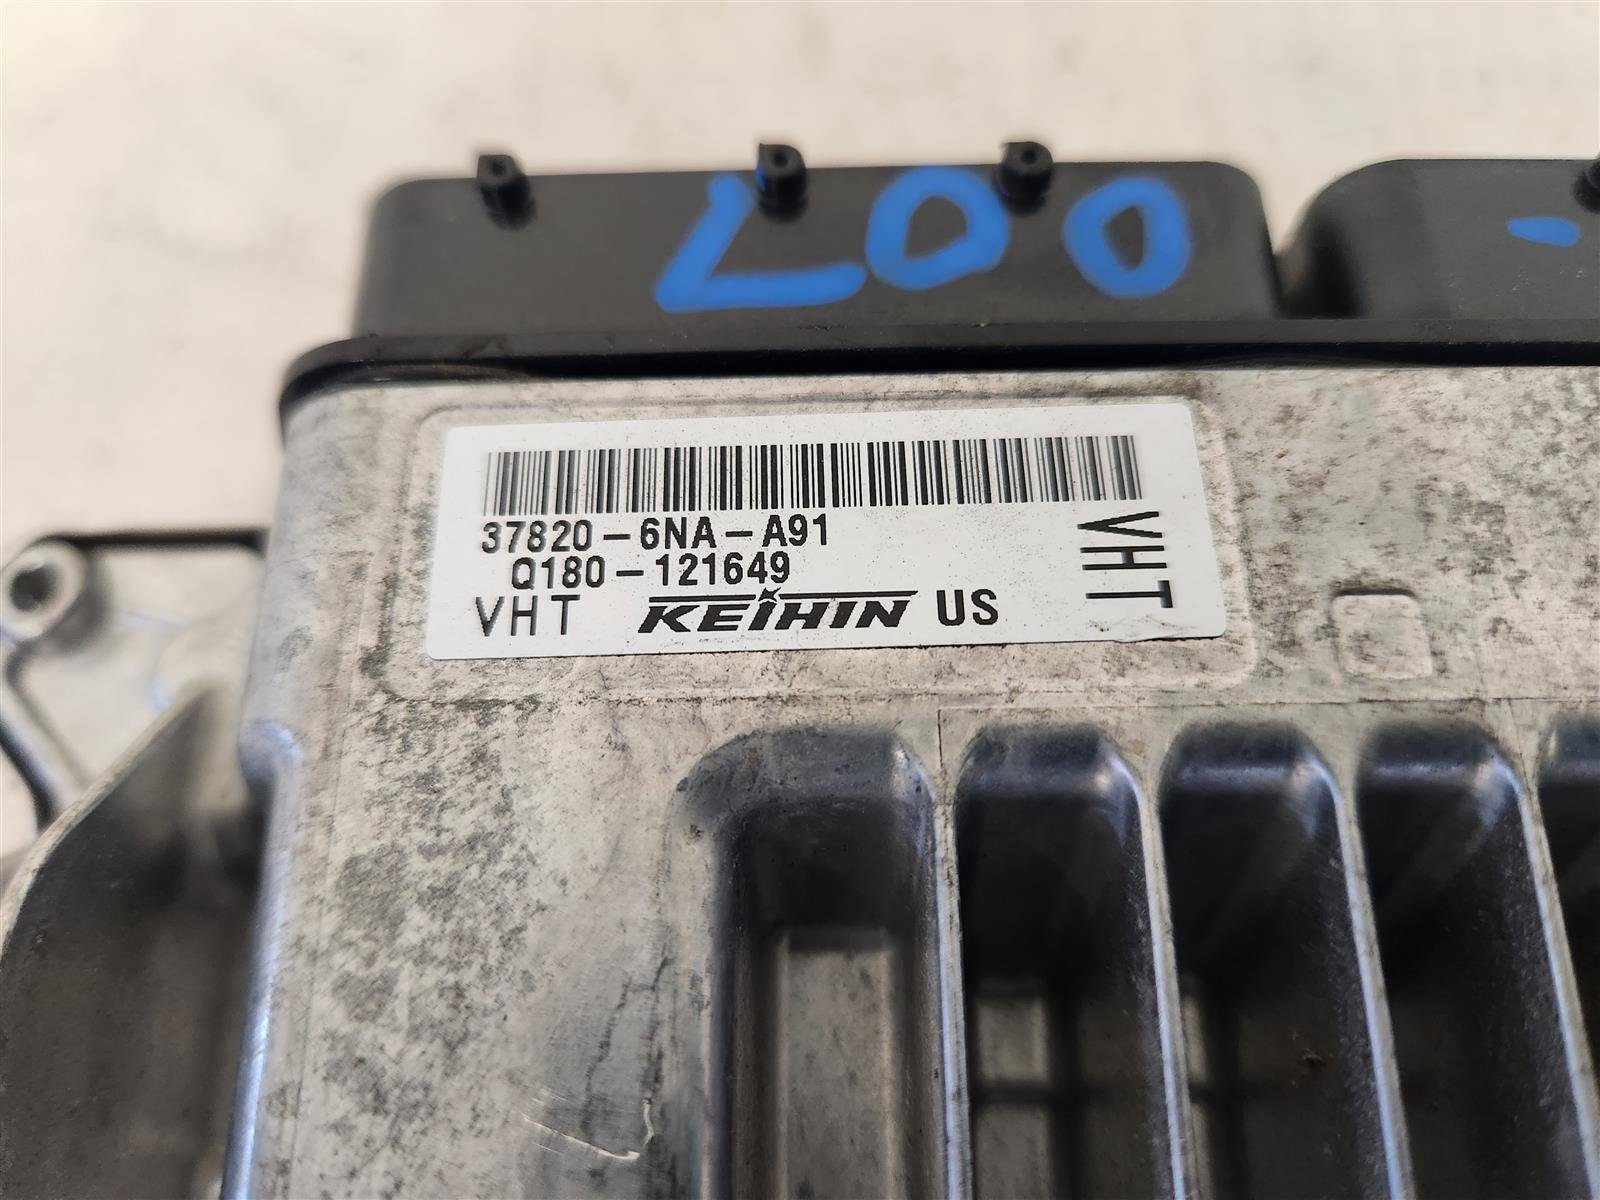 L00
37820-6NA-A91
Q180-121649
VHT KEIHIN US
VHT